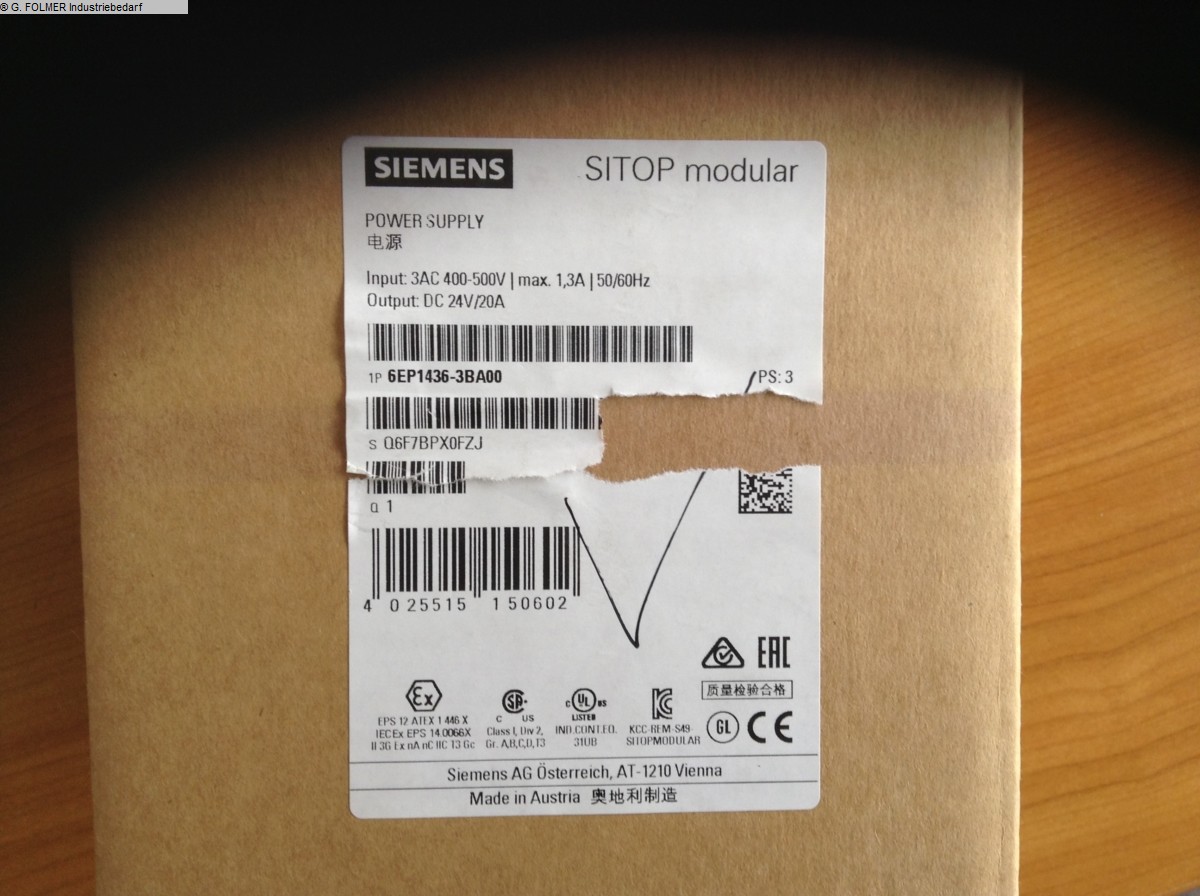 ® G. FOLMER Industriebedarf
SIEMENS
SITOP modular
POWER SUPPLY
电源
Input: 3AC 400-500V | max. 1,3A | 50/60Hz
Output: DC 24V/20A
1P 6EP1436-3BA00
PS: 3
S Q6F7BPX0FZJ
Q 1
4 025515 150602
EAC
质量检验合格
Ex
EPS 12 ATEX 1 446 X
IECEx EPS 14.0066X
II 3G Ex nA nC IIC T3 Gc
SP
C US
Class I, Div 2,
Gr. A,B,C,D,T3
C UL US
LISTED
IND.CONT.EQ.
31UB
KCC-REM-S49-
SITOPMODULAR
GL
CE
Siemens AG Österreich, AT-1210 Vienna
Made in Austria 奥地利制造